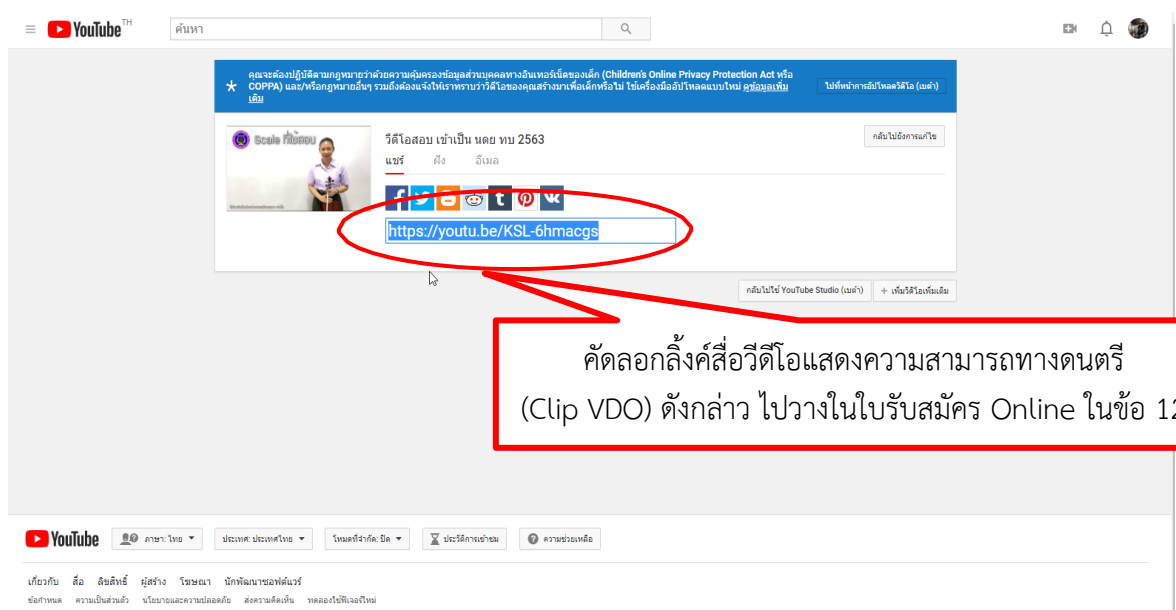 YouTube TH
ค้นหา
คุณจะต้องปฏิบัติตามกฎหมายว่าด้วยความคุ้มครองข้อมูลส่วนบุคคลทางอินเทอร์เน็ตของเด็ก (Children's Online Privacy Protection Act หรือ
COPPA) และ/หรือกฎหมายอื่นๆ รวมถึงต้องแจ้งให้เราทราบว่าวิดีโอของคุณสร้างมาเพื่อเด็กหรือไม่ ใช้เครื่องมืออัปโหลดแบบใหม่ ดูข้อมูลเพิ่ม
เติม
ไปที่หน้าการอัปโหลดวิดีโอ (เบต้า)
Scale ที่ใช้สอบ
วีดีโอสอบ เข้าเป็น นดย ทบ 2563
กลับไปยังการแก้ไข
แชร์ ฝัง อีเมล
https://youtu.be/KSL-6hmacgs
กลับไปใช้ YouTube Studio (เบต้า)
+ เพิ่มวิดีโอเพิ่มเติม
คัดลอกลิ้งค์สื่อวีดีโอแสดงความสามารถทางดนตรี
(Clip VDO) ดังกล่าว ไปวางในใบรับสมัคร Online ในข้อ 12
YouTube ภาษา: ไทย ประเทศ: ประเทศไทย โหมดที่จำกัด: ปิด ประวัติการเข้าชม ความช่วยเหลือ
เกี่ยวกับ สื่อ ลิขสิทธิ์ ผู้สร้าง โฆษณา นักพัฒนาซอฟต์แวร์
ข้อกำหนด ความเป็นส่วนตัว นโยบายและความปลอดภัย ส่งความคิดเห็น ทดลองใช้ฟีเจอร์ใหม่